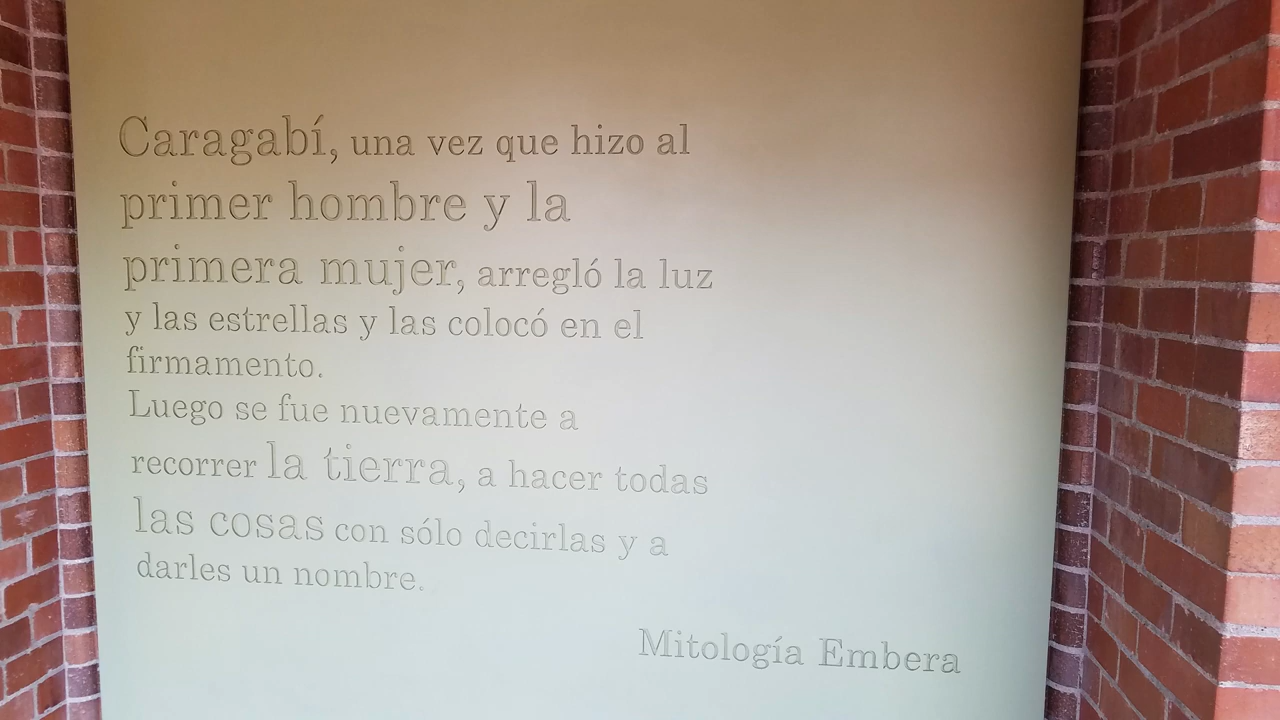 Caragabí, una vez que hizo al
primer hombre y la
primera mujer, arregló la luz
y las estrellas y las colocó en el
firmamento.
Luego se fue nuevamente a
recorrer la tierra, a hacer todas
las cosas con sólo decirlas y a
darles un nombre.
Mitología Embera